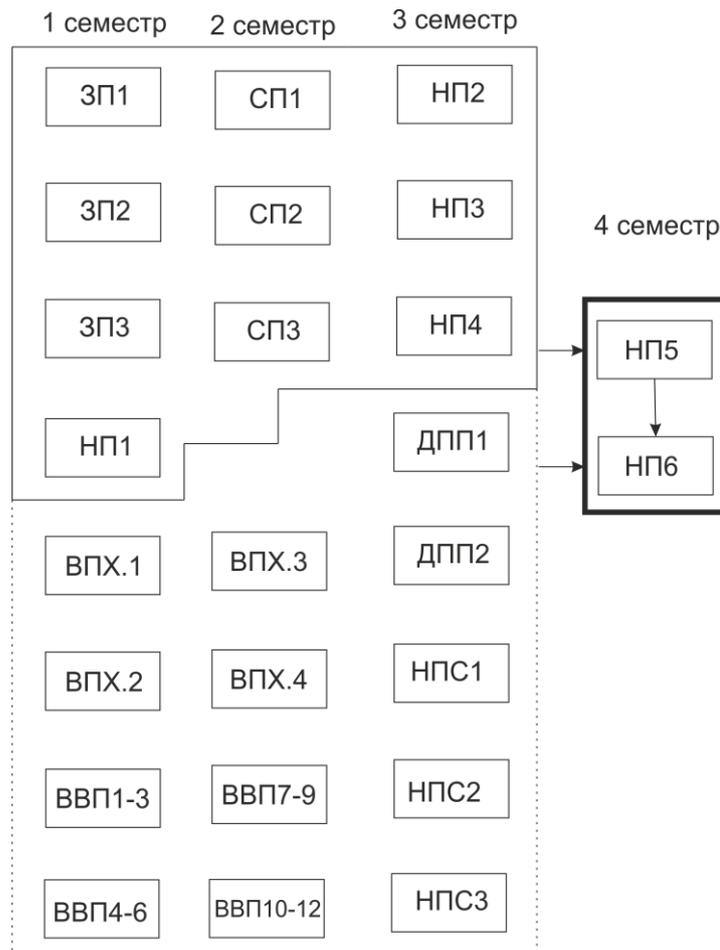 1 семестр 2 семестр 3 семестр
ЗП1 СП1 НП2
ЗП2 СП2 НП3
4 семестр
ЗП3 СП3 НП4
НП5
НП1 ДПП1
НП6
ВПХ.1 ВПХ.3 ДПП2
ВПХ.2 ВПХ.4 НПС1
ВВП1-3 ВВП7-9 НПС2
ВВП4-6 ВВП10-12 НПС3